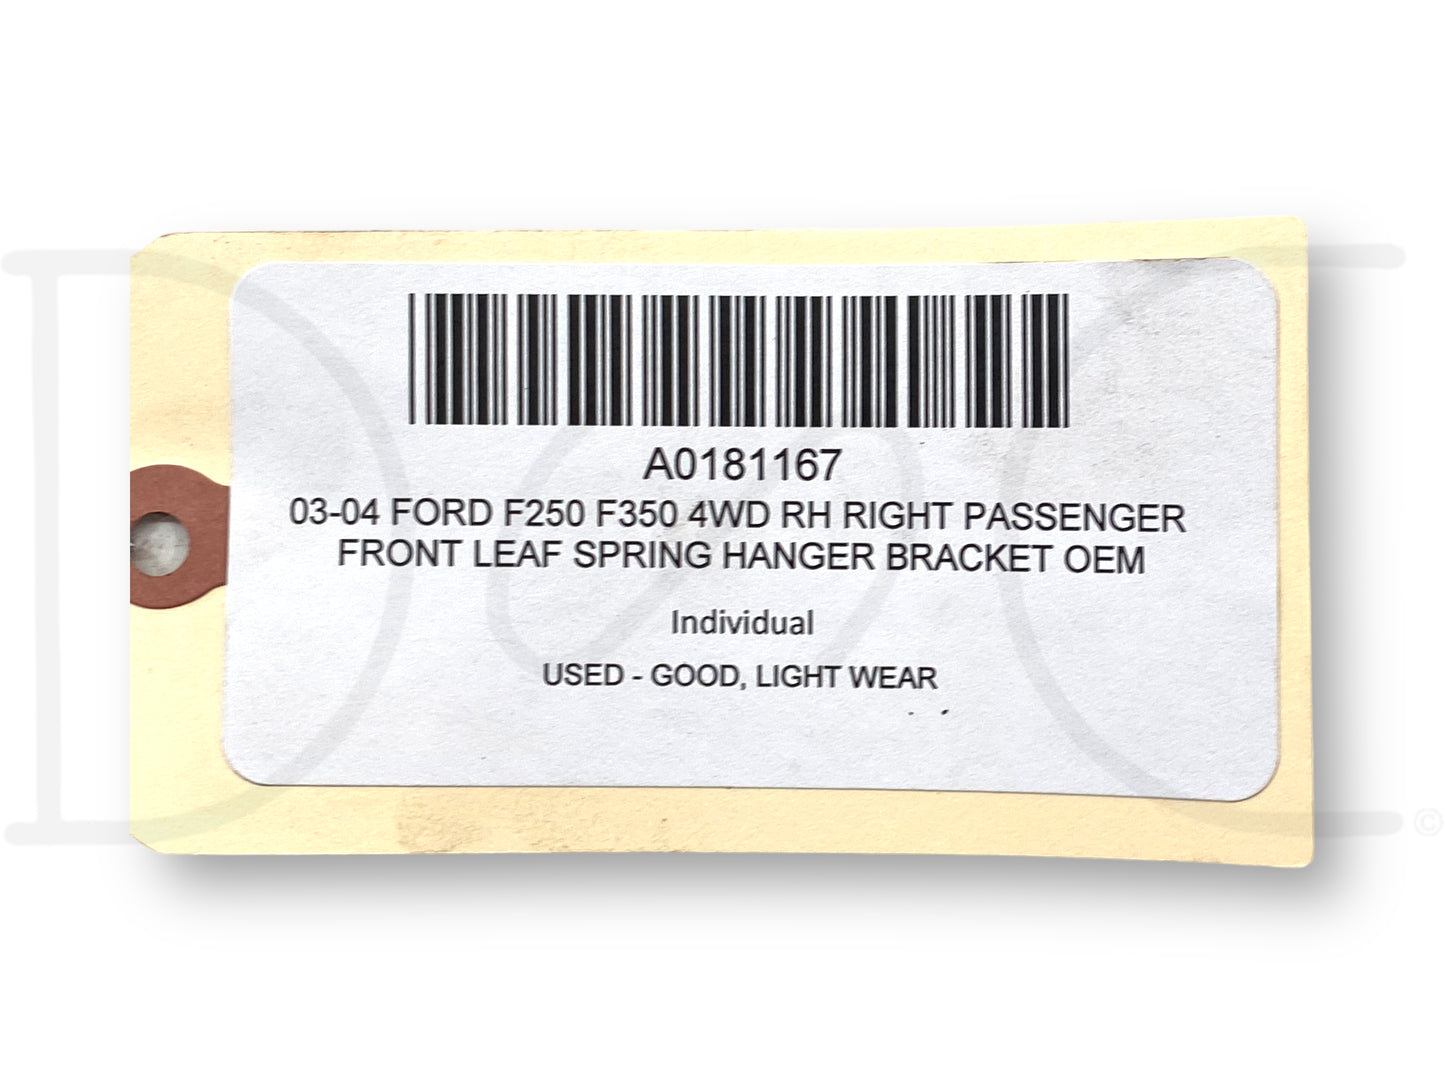 A0181167
03-04 FORD F250 F350 4WD RH RIGHT PASSENGER
FRONT LEAF SPRING HANGER BRACKET OEM
Individual
USED - GOOD, LIGHT WEAR
©